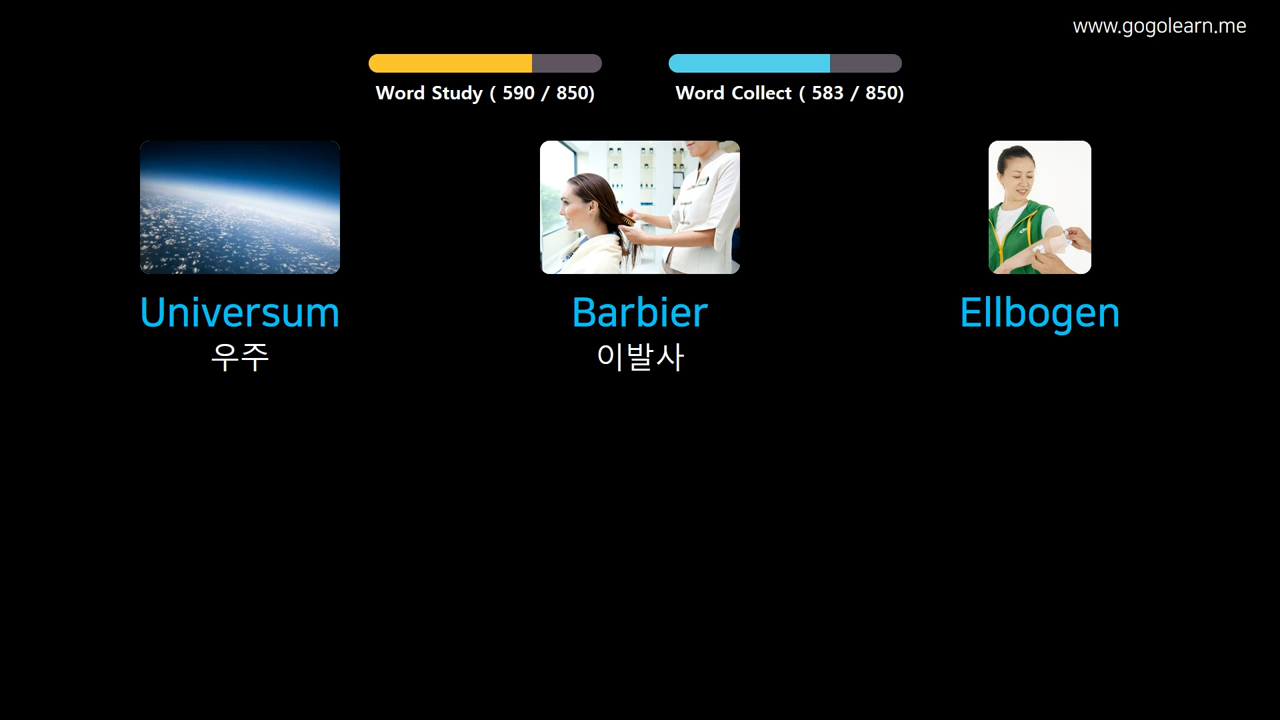 www.gogolearn.me
Word Study ( 590 / 850)
Word Collect ( 583 / 850)
Universum
우주
Barbier
이발사
Ellbogen